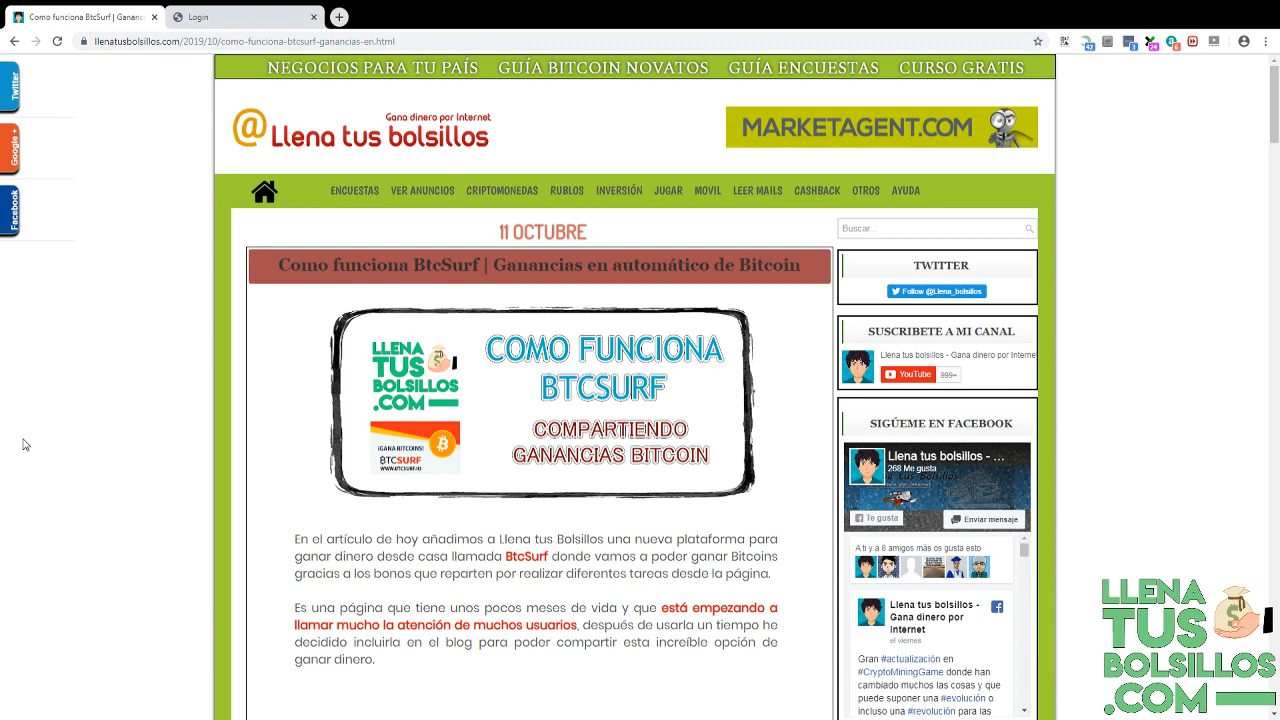 Como funciona BtcSurf | Gananc
Login
llenatusbolsillos.com/2019/10/como-funciona-btcsurf-ganancias-en.html
Twitter
Google +
Facebook
NEGOCIOS PARA TU PAÍS GUÍA BITCOIN NOVATOS GUÍA ENCUESTAS CURSO GRATIS
Gana dinero por Internet
@Llena tus bolsillos
MARKETAGENT.COM
ENCUESTAS VER ANUNCIOS CRIPTOMONEDAS RUBLOS INVERSIÓN JUGAR MOVIL LEER MAILS CASHBACK OTROS AYUDA
11 OCTUBRE
Como funciona BtcSurf | Ganancias en automático de Bitcoin
LLENA
TUS
BOLSILLOS
.COM
¡GANA BITCOINS!
BTCSURF
WWW.BTCSURF.IO
COMO FUNCIONA
BTCSURF
COMPARTIENDO
GANANCIAS BITCOIN
En el artículo de hoy añadimos a Llena tus Bolsillos una nueva plataforma para
ganar dinero desde casa llamada BtcSurf donde vamos a poder ganar Bitcoins
gracias a los bonos que reparten por realizar diferentes tareas desde la página.
Es una página que tiene unos pocos meses de vida y que está empezando a
llamar mucho la atención de muchos usuarios, después de usarla un tiempo he
decidido incluirla en el blog para poder compartir esta increíble opción de
ganar dinero.
Buscar...
TWITTER
Follow @Llena_bolsillos
SUSCRIBETE A MI CANAL
Llena tus bolsillos - Gana dinero por Interne
YouTube 999+
SIGÚEME EN FACEBOOK
Llena tus bolsillos - ...
268 Me gusta
Te gusta
Enviar mensaje
A ti y a 8 amigos más os gusta esto
Llena tus bolsillos -
Gana dinero por
Internet
el viernes
Gran #actualización en
#CryptoMiningGame donde han
cambiado muchos las cosas y que
puede suponer una #evolución o
incluso una #revolución para las
LLENA
TUS
BOLSILLOS
.COM